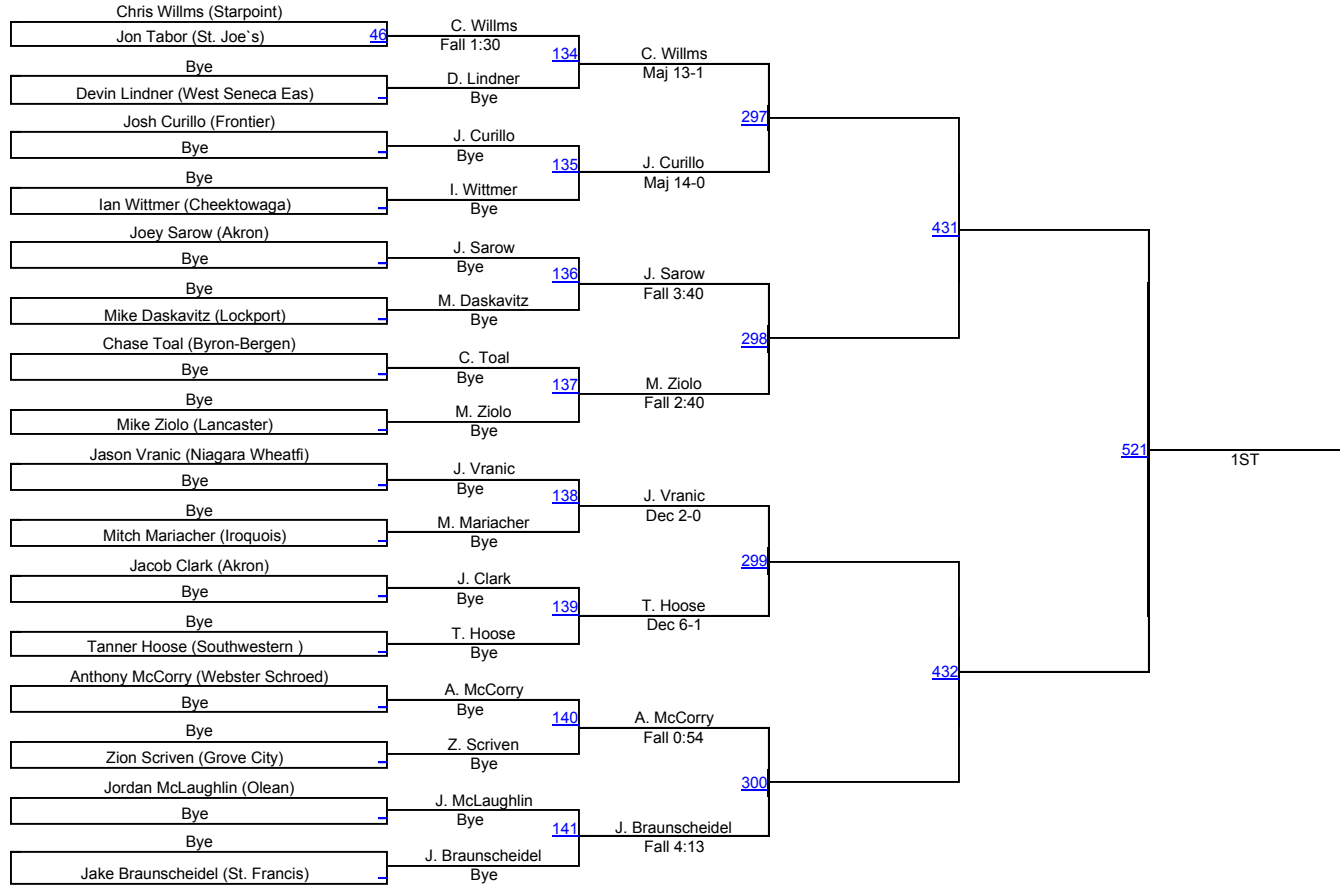 Chris Willms (Starpoint)
Jon Tabor (St. Joe`s)
46
Bye
Devin Lindner (West Seneca Eas)
Josh Curillo (Frontier)
Bye
Bye
Ian Wittmer (Cheektowaga)
Joey Sarow (Akron)
Bye
Bye
Mike Daskavitz (Lockport)
Chase Toal (Byron-Bergen)
Bye
Bye
Mike Ziolo (Lancaster)
Jason Vranic (Niagara Wheatfi)
Bye
Bye
Mitch Mariacher (Iroquois)
Jacob Clark (Akron)
Bye
Bye
Tanner Hoose (Southwestern )
Anthony McCorry (Webster Schroed)
Bye
Bye
Zion Scriven (Grove City)
Jordan McLaughlin (Olean)
Bye
Bye
Jake Braunscheidel (St. Francis)
C. Willms
Fall 1:30
134
D. Lindner
Bye
J. Curillo
Bye
135
I. Wittmer
Bye
J. Sarow
Bye
136
M. Daskavitz
Bye
C. Toal
Bye
137
M. Ziolo
Bye
J. Vranic
Bye
138
M. Mariacher
Bye
J. Clark
Bye
139
T. Hoose
Bye
A. McCorry
Bye
140
Z. Scriven
Bye
J. McLaughlin
Bye
141
J. Braunscheidel
Bye
C. Willms
Maj 13-1
297
J. Curillo
Maj 14-0
J. Sarow
Fall 3:40
298
M. Ziolo
Fall 2:40
J. Vranic
Dec 2-0
299
T. Hoose
Dec 6-1
A. McCorry
Fall 0:54
300
J. Braunscheidel
Fall 4:13
431
432
521
1ST